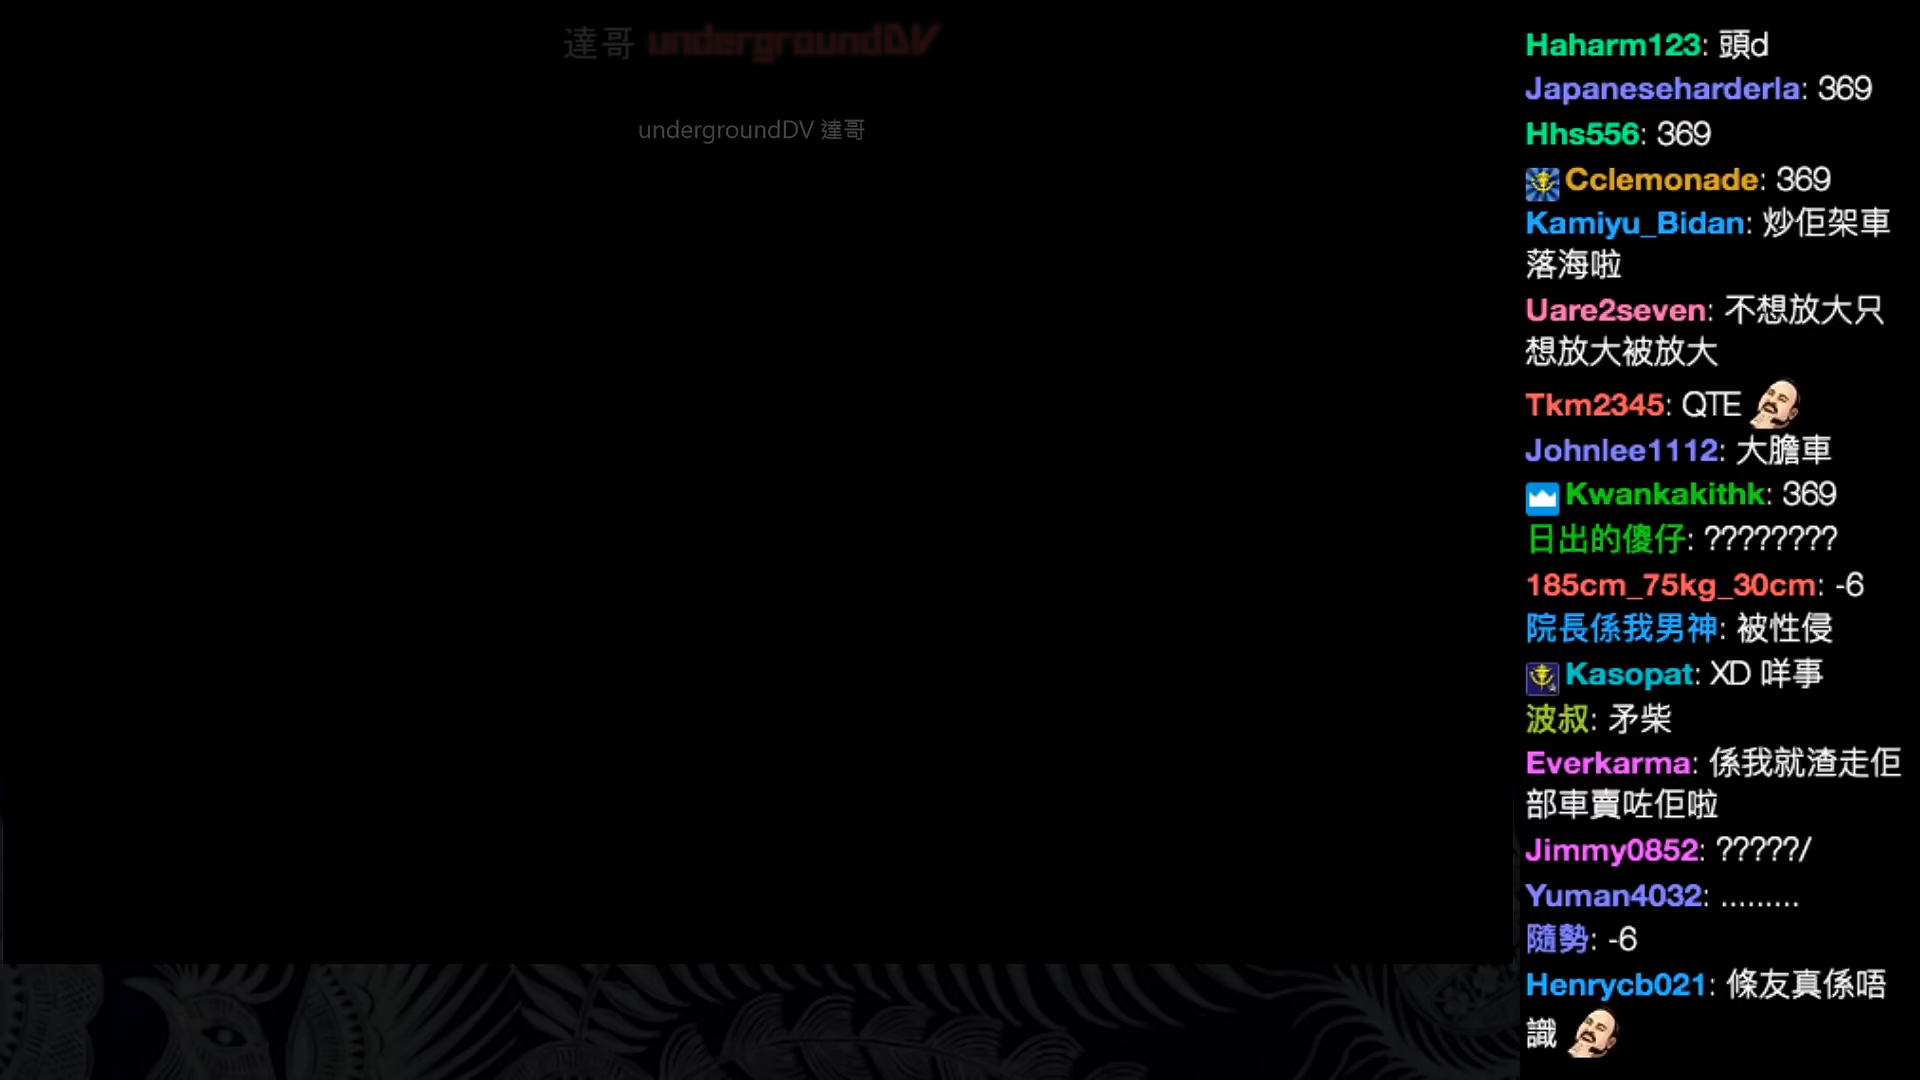 達哥 undergroundDV
undergroundDV 達哥
Haharm123: 頭d
Japaneseharderla: 369
Hhs556: 369
Cclemonade: 369
Kamiyu_Bidan: 炒佢架車
落海啦
Uare2seven: 不想放大只
想放大被放大
Tkm2345: QTE
Johnlee1112: 大膽車
Kwankakithk: 369
日出的傻仔: ????????
185cm_75kg_30cm: -6
院長係我男神: 被性侵
Kasopat: XD 咩事
波叔: 矛柴
Everkarma: 係我就渣走佢
部車賣咗佢啦
Jimmy0852: ?????/
Yuman4032: .........
隨勢: -6
Henrycb021: 條友真係唔
識